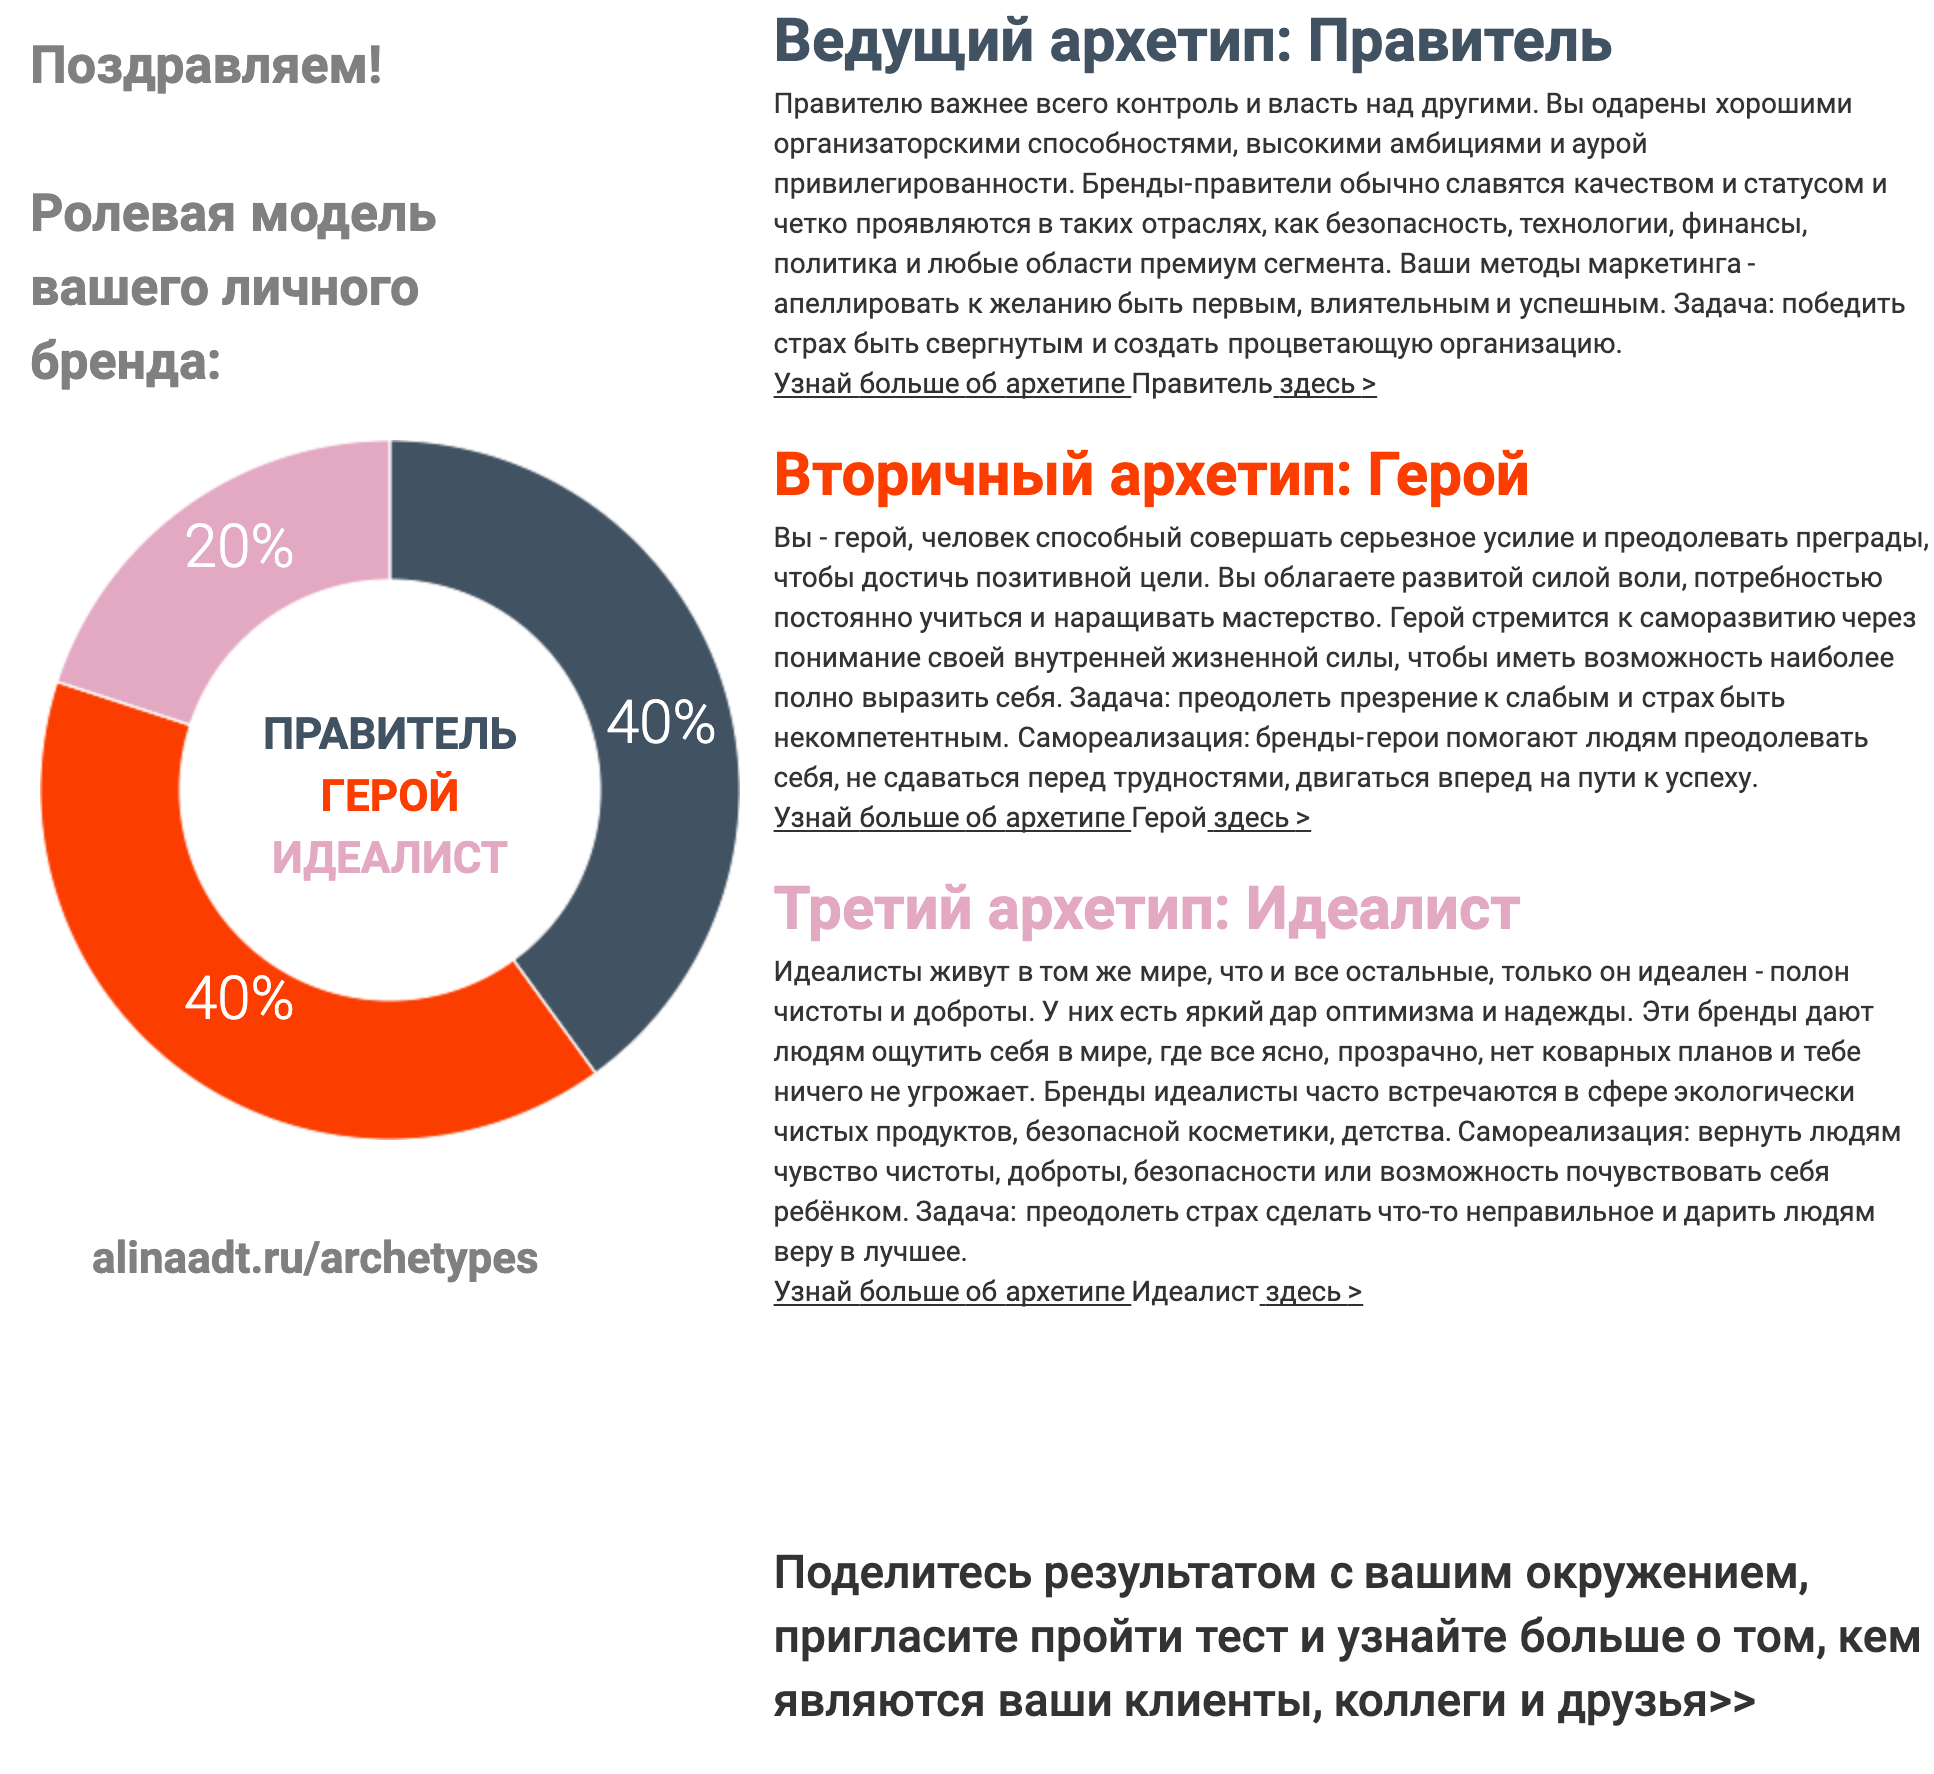 Поздравляем!
Ролевая модель
вашего личного
бренда:
20%
40%
40%
ПРАВИТЕЛЬ
ГЕРОЙ
ИДЕАЛИСТ
alinaadt.ru/archetypes
Ведущий архетип: Правитель
Правителю важнее всего контроль и власть над другими. Вы одарены хорошими
организаторскими способностями, высокими амбициями и аурой
привилегированности. Бренды-правители обычно славятся качеством и статусом и
четко проявляются в таких отраслях, как безопасность, технологии, финансы,
политика и любые области премиум сегмента. Ваши методы маркетинга -
апеллировать к желанию быть первым, влиятельным и успешным. Задача: победить
страх быть свергнутым и создать процветающую организацию.
Узнай больше об архетипе Правитель здесь >
Вторичный архетип: Герой
Вы - герой, человек способный совершать серьезное усилие и преодолевать преграды,
чтобы достичь позитивной цели. Вы облагаете развитой силой воли, потребностью
постоянно учиться и наращивать мастерство. Герой стремится к саморазвитию через
понимание своей внутренней жизненной силы, чтобы иметь возможность наиболее
полно выразить себя. Задача: преодолеть презрение к слабым и страх быть
некомпетентным. Самореализация: бренды-герои помогают людям преодолевать
себя, не сдаваться перед трудностями, двигаться вперед на пути к успеху.
Узнай больше об архетипе Герой здесь >
Третий архетип: Идеалист
Идеалисты живут в том же мире, что и все остальные, только он идеален - полон
чистоты и доброты. У них есть яркий дар оптимизма и надежды. Эти бренды дают
людям ощутить себя в мире, где все ясно, прозрачно, нет коварных планов и тебе
ничего не угрожает. Бренды идеалисты часто встречаются в сфере экологически
чистых продуктов, безопасной косметики, детства. Самореализация: вернуть людям
чувство чистоты, доброты, безопасности или возможность почувствовать себя
ребёнком. Задача: преодолеть страх сделать что-то неправильное и дарить людям
веру в лучшее.
Узнай больше об архетипе Идеалист здесь >
Поделитесь результатом с вашим окружением,
пригласите пройти тест и узнайте больше о том, кем
являются ваши клиенты, коллеги и друзья>>